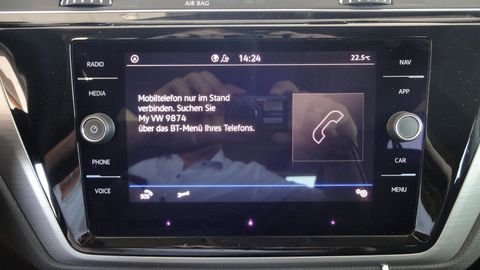 AIR BAG
RADIO
MEDIA
PHONE
VOICE
14:24
22.5°C
Mobiltelefon nur im Stand
verbinden. Suchen Sie
My VW 9874
über das BT-Menü Ihres Telefons.
SOS
NAV
APP
CAR
MENU